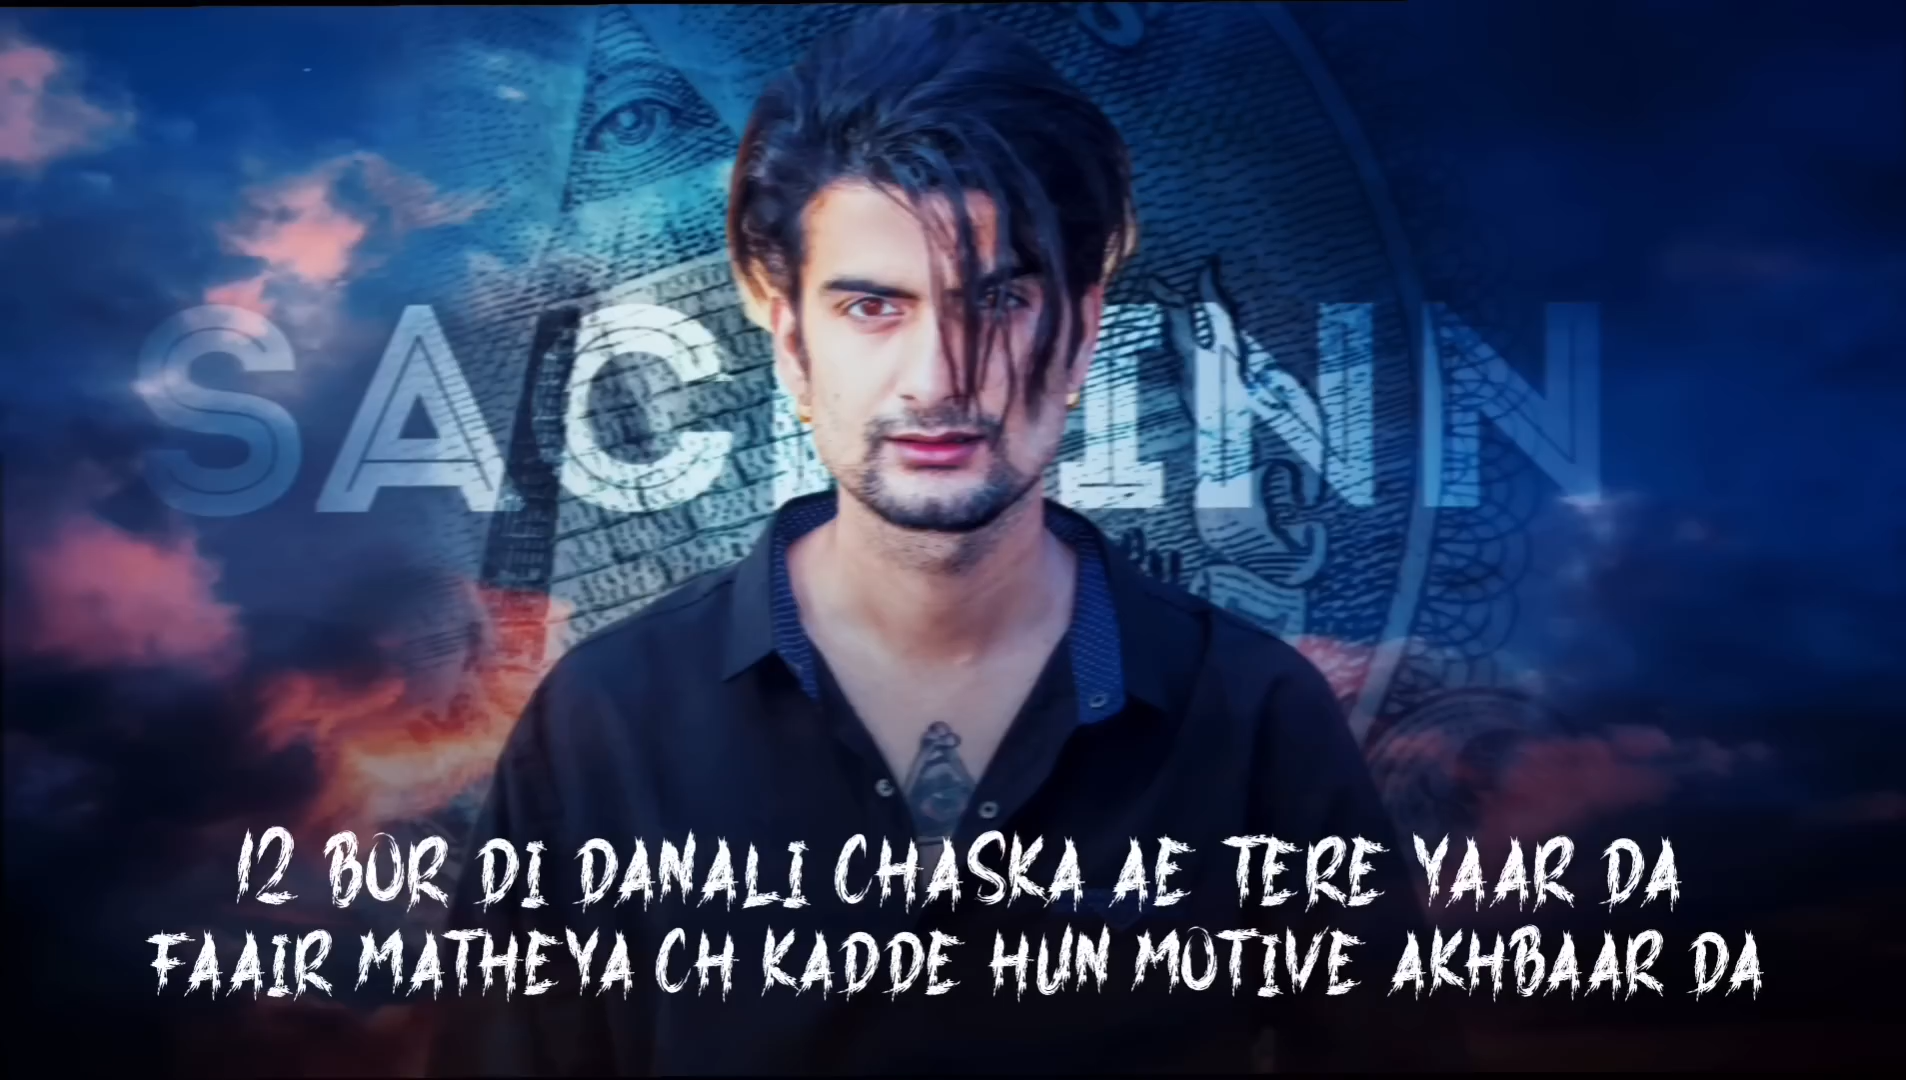 12 BOR DI DANALI CHASKA AE TERE YAAR DA
FAAIR MATHEYA CH KADDE HUN MOTIVE AKHBAAR DA